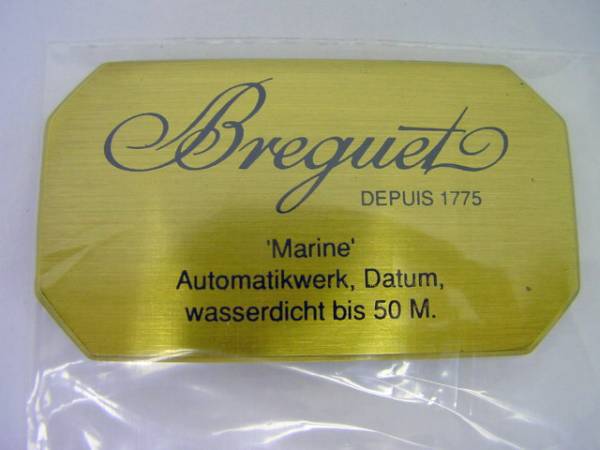 Breguet
DEPUIS 1775
'Marine'
Automatikwerk, Datum,
wasserdicht bis 50 M.